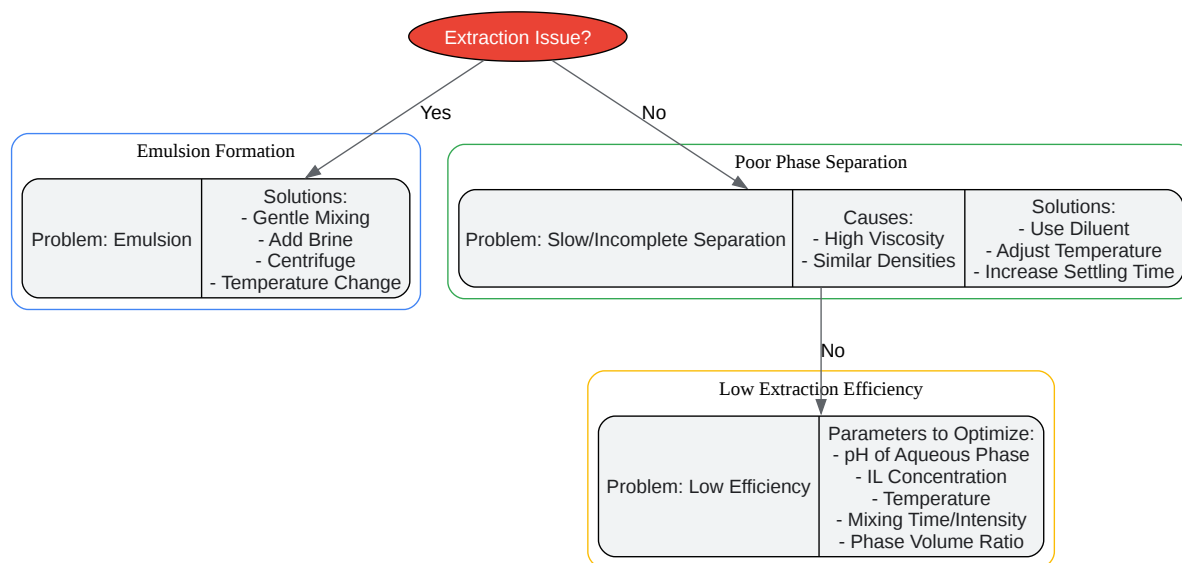 Extraction Issue?
Yes
No
Emulsion Formation
Problem: Emulsion
Solutions:
- Gentle Mixing
- Add Brine
- Centrifuge
- Temperature Change
Poor Phase Separation
Problem: Slow/Incomplete Separation
Causes:
- High Viscosity
- Similar Densities
Solutions:
- Use Diluent
- Adjust Temperature
- Increase Settling Time
No
Low Extraction Efficiency
Problem: Low Efficiency
Parameters to Optimize:
- pH of Aqueous Phase
- IL Concentration
- Temperature
- Mixing Time/Intensity
- Phase Volume Ratio